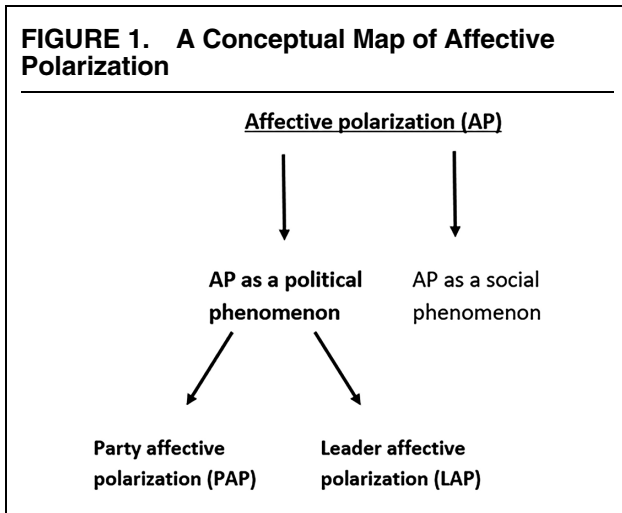 FIGURE 1. A Conceptual Map of Affective
Polarization
Affective polarization (AP)
AP as a political
phenomenon
AP as a social
phenomenon
Party affective
polarization (PAP)
Leader affective
polarization (LAP)